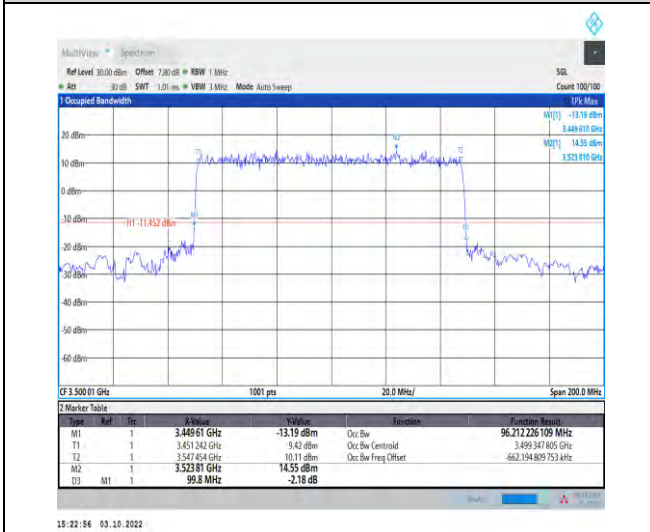 MultiView Spectrum
Ref Level 30.00 dBm Offset 7.80 dB RBW 1 MHz SGL
Att 30 dB SWT 1.01 ms VBW 3 MHz Mode Auto Sweep Count 100/100
1 Occupied Bandwidth 1Pk Max
M1[1] -13.19 dBm
3.449 610 GHz
M2[1] 14.55 dBm
3.523 810 GHz
20 dBm
T1 M2 T2
10 dBm
0 dBm
-10 dBm
H1 -11.452 dBm
M1
D3
-20 dBm
-30 dBm
-40 dBm
-50 dBm
-60 dBm
CF 3.500 01 GHz 1001 pts 20.0 MHz/ Span 200.0 MHz
2 Marker Table
Type Ref Trc X-Value Y-Value Function Function Result
M1 1 3.449 61 GHz -13.19 dBm Occ Bw 96.212 226 109 MHz
T1 1 3.451 242 GHz 9.42 dBm Occ Bw Centroid 3.499 347 805 GHz
T2 1 3.547 454 GHz 10.11 dBm Occ Bw Freq Offset -662.194 809 753 kHz
M2 1 3.523 81 GHz 14.55 dBm
D3 M1 1 99.8 MHz -2.18 dB
15:22:56 03.10.2022